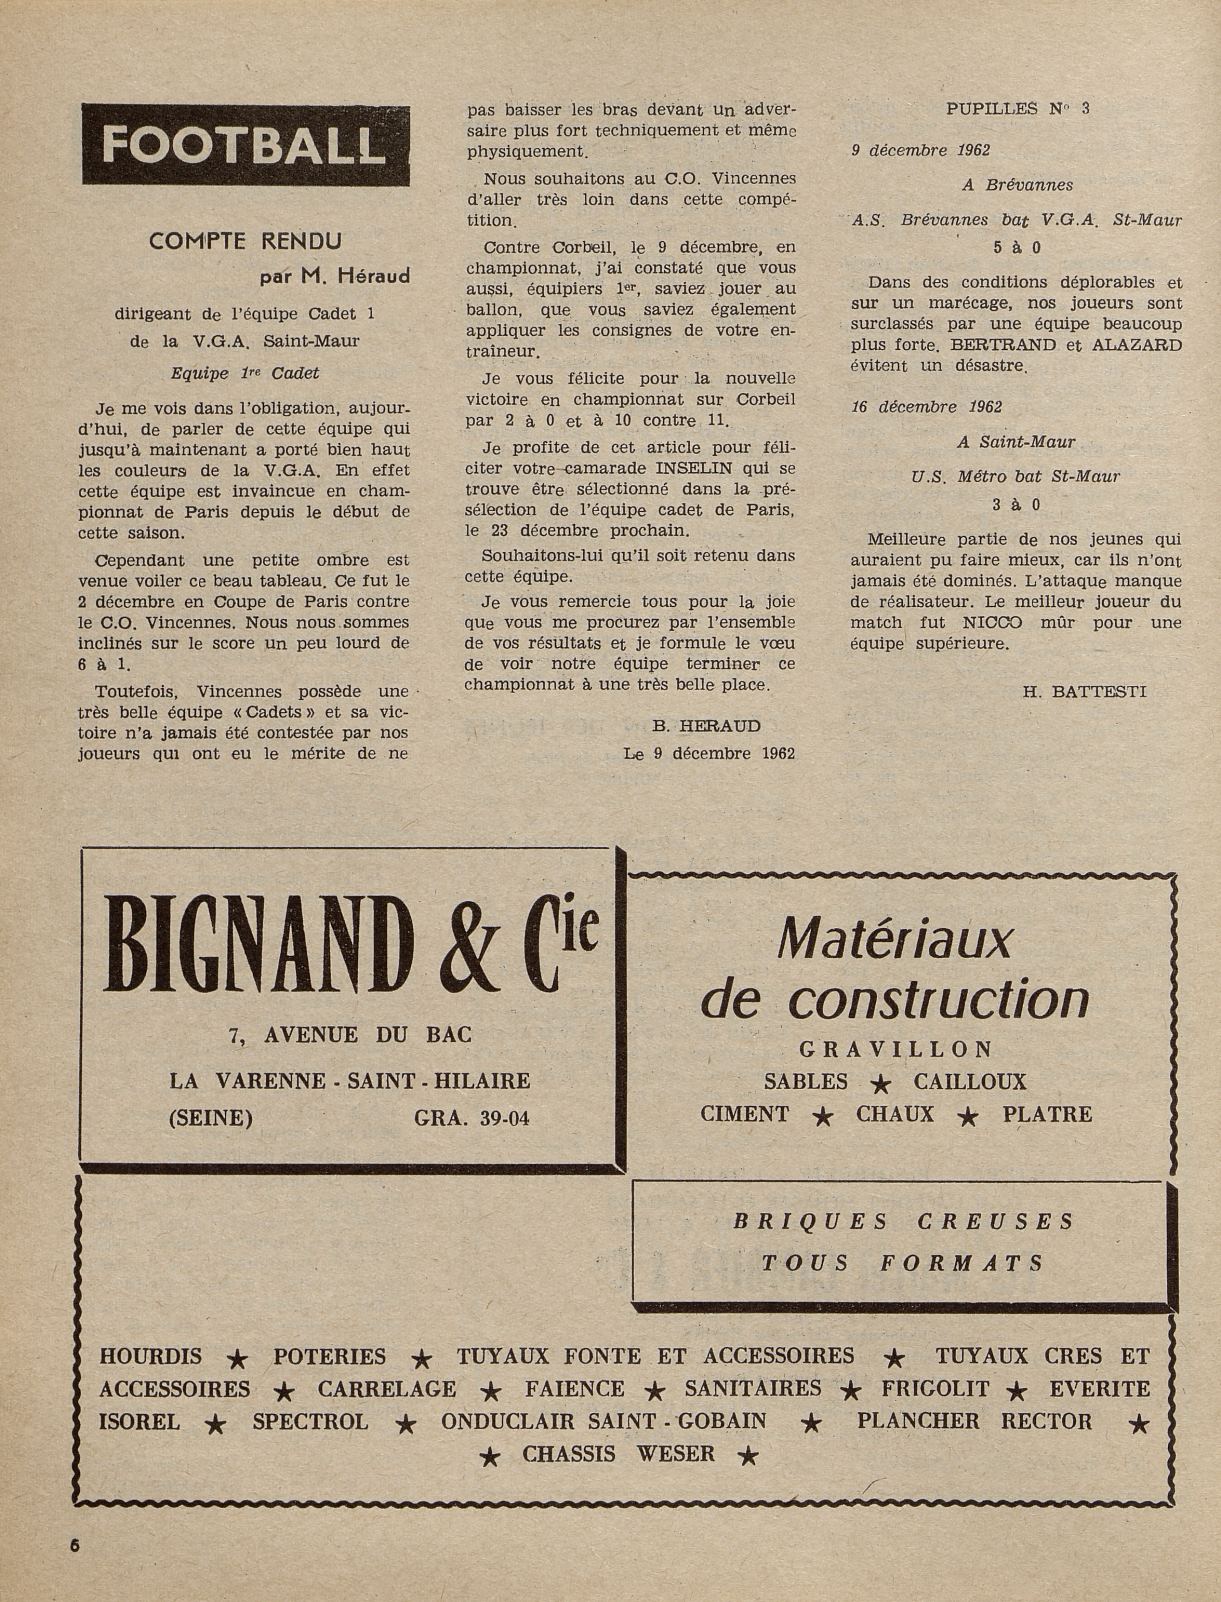 FOOTBALL
COMPTE RENDU
par M. Héraud
dirigeant de l'équipe Cadet 1
de la V.G.A. Saint-Maur
Equipe 1re Cadet
Je me vois dans l'obligation, aujour-
d'hui, de parler de cette équipe qui
jusqu'à maintenant a porté bien haut
les couleurs de la V.G.A. En effet
cette équipe est invaincue en cham-
pionnat de Paris depuis le début de
cette saison.
Cependant une petite ombre est
venue voiler ce beau tableau. Ce fut le
2 décembre en Coupe de Paris contre
le C.O. Vincennes. Nous nous sommes
inclinés sur le score un peu lourd de
6 à 1.
Toutefois, Vincennes possède une
très belle équipe « Cadets » et sa vic-
toire n'a jamais été contestée par nos
joueurs qui ont eu le mérite de ne
pas baisser les bras devant un adver-
saire plus fort techniquement et même
physiquement.
Nous souhaitons au C.O. Vincennes
d'aller très loin dans cette compé-
tition.
Contre Corbeil, le 9 décembre, en
championnat, j'ai constaté que vous
aussi, équipiers 1er, saviez jouer au
ballon, que vous saviez également
appliquer les consignes de votre en-
traîneur.
Je vous félicite pour la nouvelle
victoire en championnat sur Corbeil
par 2 à 0 et à 10 contre 11.
Je profite de cet article pour féli-
citer votre camarade INSELIN qui se
trouve être sélectionné dans la pré-
sélection de l'équipe cadet de Paris,
le 23 décembre prochain.
Souhaitons-lui qu'il soit retenu dans
cette équipe.
Je vous remercie tous pour la joie
que vous me procurez par l'ensemble
de vos résultats et je formule le vœu
de voir notre équipe terminer ce
championnat à une très belle place.
B. HERAUD
Le 9 décembre 1962
PUPILLES N° 3
9 décembre 1962
A Brévannes
A.S. Brévannes bat V.G.A. St-Maur
5 à 0
Dans des conditions déplorables et
sur un marécage, nos joueurs sont
surclassés par une équipe beaucoup
plus forte. BERTRAND et ALAZARD
évitent un désastre.
16 décembre 1962
A Saint-Maur
U.S. Métro bat St-Maur
3 à 0
Meilleure partie de nos jeunes qui
auraient pu faire mieux, car ils n'ont
jamais été dominés. L'attaque manque
de réalisateur. Le meilleur joueur du
match fut NICCO mûr pour une
équipe supérieure.
H. BATTESTI
BIGNAND & Cie
7, AVENUE DU BAC
LA VARENNE - SAINT - HILAIRE
(SEINE) GRA. 39-04
Matériaux
de construction
GRAVILLON
SABLES ★ CAILLOUX
CIMENT ★ CHAUX ★ PLATRE
BRIQUES CREUSES
TOUS FORMATS
HOURDIS ★ POTERIES ★ TUYAUX FONTE ET ACCESSOIRES ★ TUYAUX CRES ET
ACCESSOIRES ★ CARRELAGE ★ FAIENCE ★ SANITAIRES ★ FRIGOLIT ★ EVERITE
ISOREL ★ SPECTROL ★ ONDUCLAIR SAINT - GOBAIN ★ PLANCHER RECTOR ★
★ CHASSIS WESER ★
6